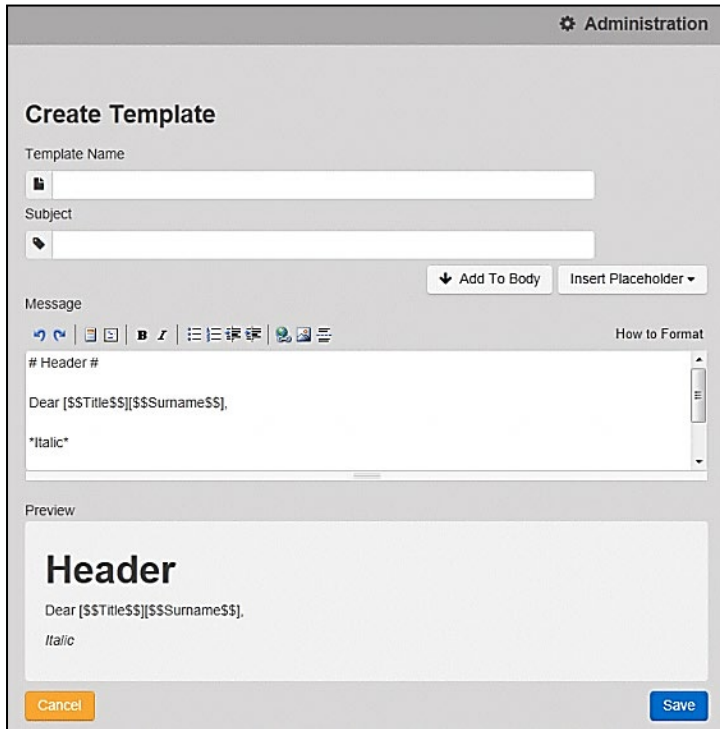 Administration
Create Template
Template Name
Subject
Add To Body
Insert Placeholder
Message
B I
How to Format
# Header #
Dear [$$Title$$][$$Surname$$],
*Italic*
Preview
Header
Dear [$$Title$$][$$Surname$$],
Italic
Cancel
Save